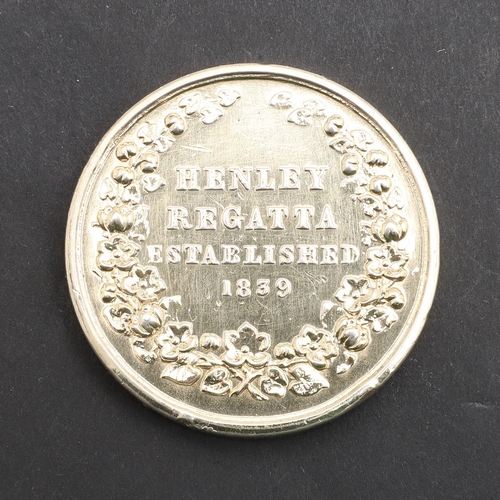 HENLEY
REGATTA
ESTABLISHED
1839